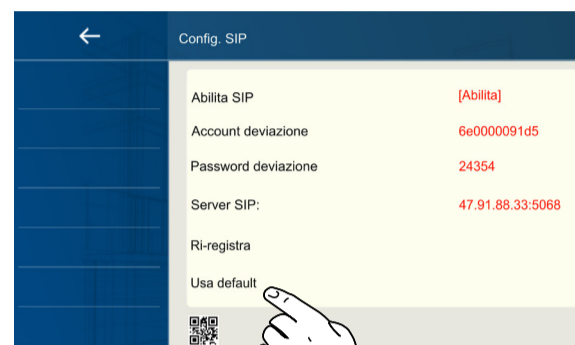 Config. SIP
Abilita SIP [Abilita]
Account deviazione 6e0000091d5
Password deviazione 24354
Server SIP: 47.91.88.33:5068
Ri-registra
Usa default